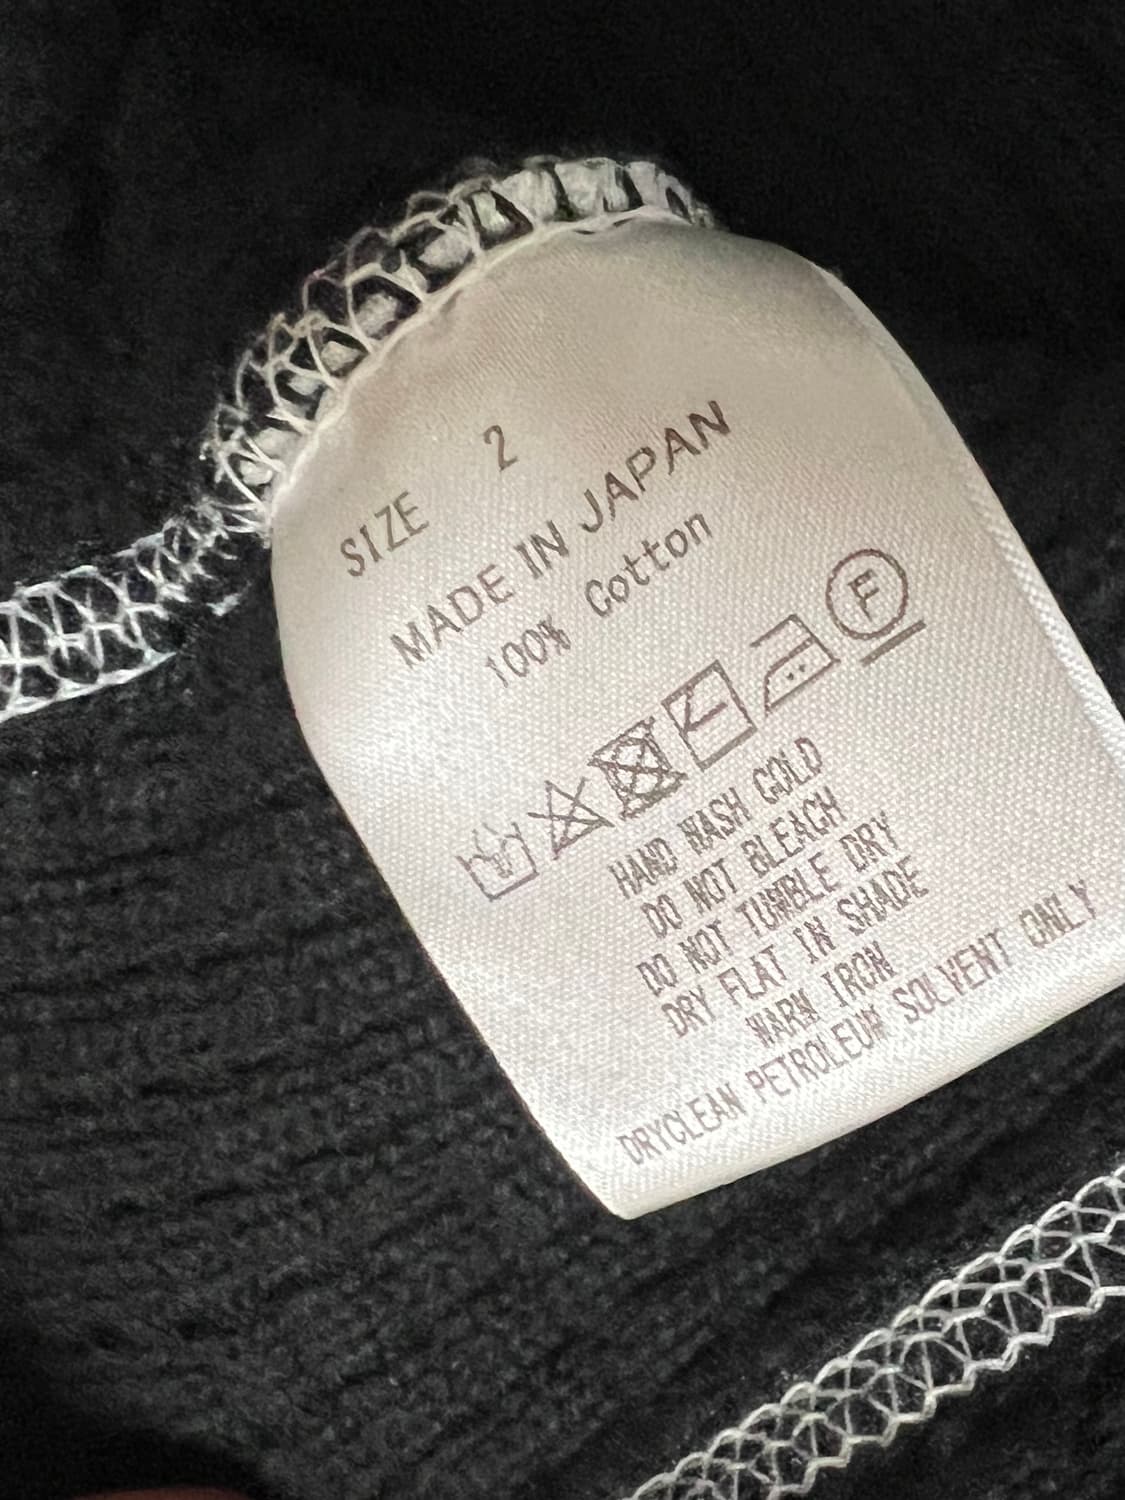 SIZE 2
MADE IN JAPAN
100% Cotton
F
HAND WASH COLD
DO NOT BLEACH
DO NOT TUMBLE DRY
DRY FLAT IN SHADE
WARM IRON
DRYCLEAN PETROLEUM SOLVENT ONLY